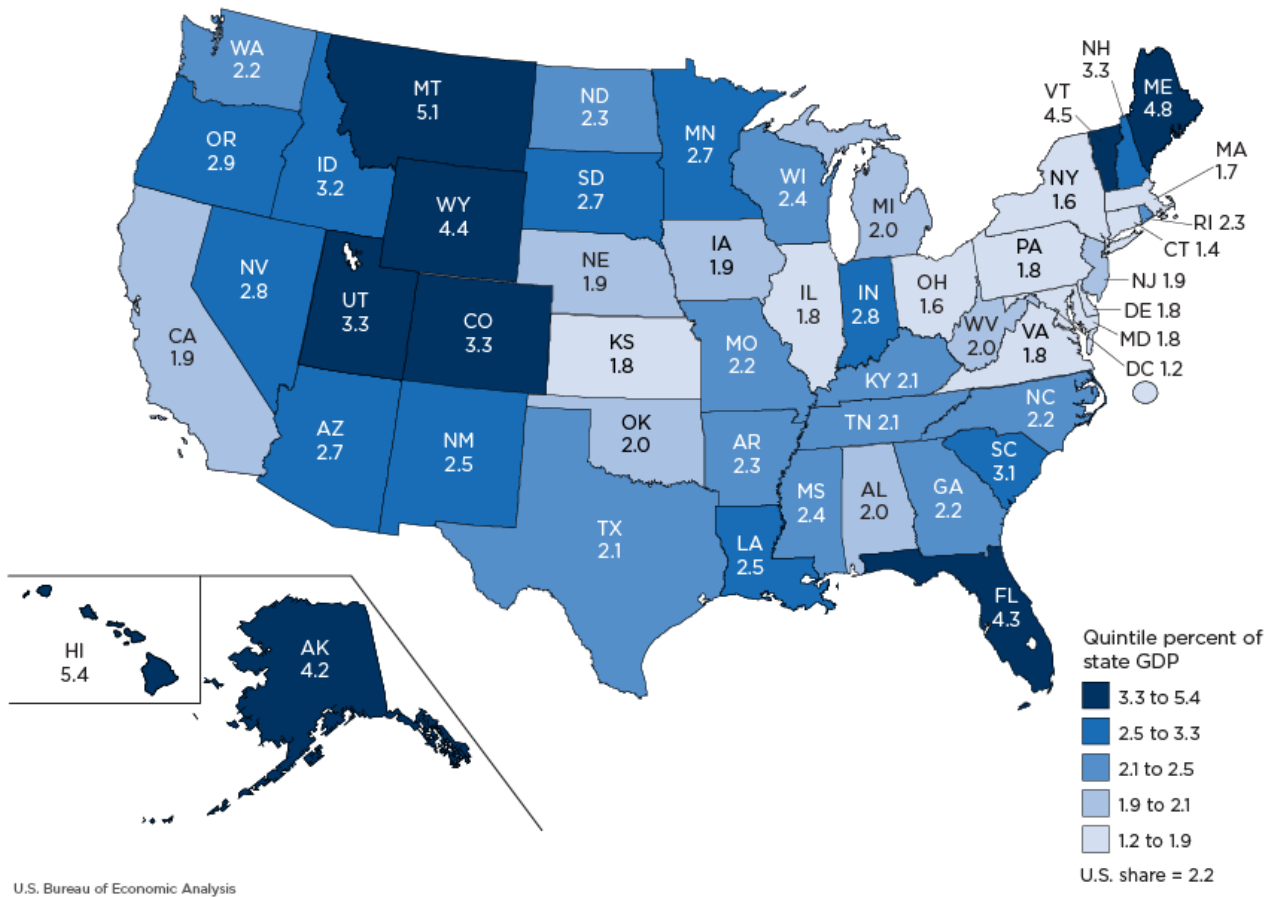 WA
2.2
MT
5.1
ND
2.3
MN
2.7
OR
2.9
ID
3.2
WY
4.4
SD
2.7
WI
2.4
MI
2.0
NH
3.3
VT
4.5
ME
4.8
MA
1.7
NY
1.6
RI 2.3
CT 1.4
NV
2.8
UT
3.3
CO
3.3
NE
1.9
IA
1.9
IL
1.8
IN
2.8
OH
1.6
PA
1.8
NJ 1.9
DE 1.8
MD 1.8
DC 1.2
CA
1.9
KS
1.8
MO
2.2
KY 2.1
WV
2.0
VA
1.8
AZ
2.7
NM
2.5
OK
2.0
AR
2.3
TN 2.1
NC
2.2
SC
3.1
TX
2.1
LA
2.5
MS
2.4
AL
2.0
GA
2.2
FL
4.3
HI
5.4
AK
4.2
Quintile percent of
state GDP
3.3 to 5.4
2.5 to 3.3
2.1 to 2.5
1.9 to 2.1
1.2 to 1.9
U.S. share = 2.2
U.S. Bureau of Economic Analysis